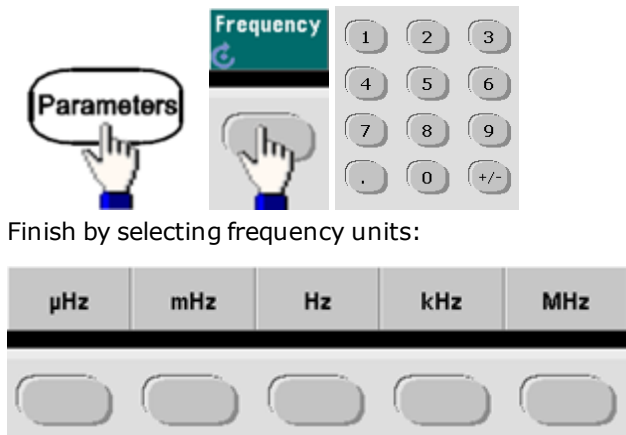 Parameters
Frequency
1 2 3
4 5 6
7 8 9
. 0 +/-
Finish by selecting frequency units:
µHz mHz Hz kHz MHz